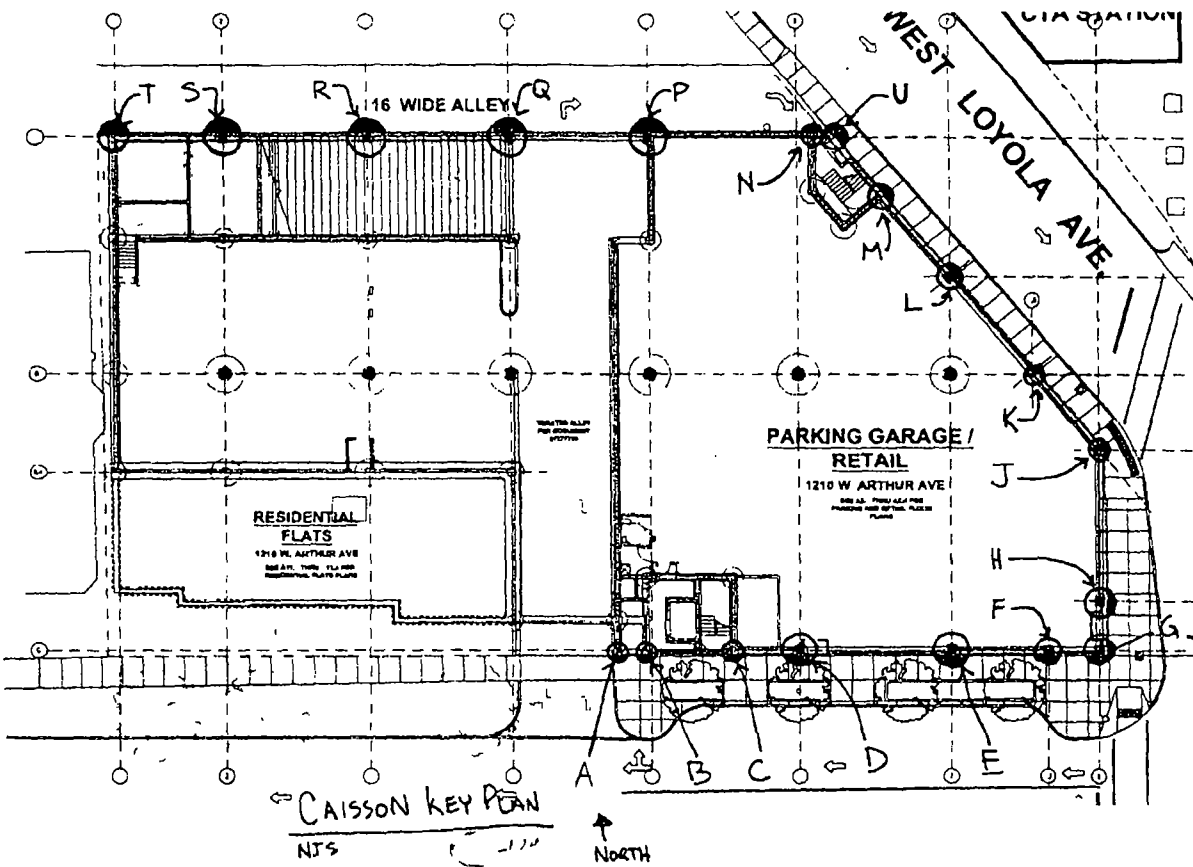 CTA STATION
WEST LOYOLA AVE.
T S R Q P U
16 WIDE ALLEY
N
M
L
K
PARKING GARAGE /
RETAIL
1210 W ARTHUR AVE
J
RESIDENTIAL
FLATS
1216 W. ARTHUR AVE
H
F
G
A B C D E
CAISSON KEY PLAN
NTS
NORTH